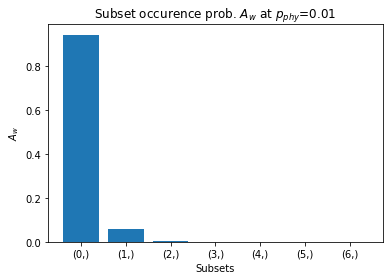 Subset occurence prob. $A_w$ at $p_{phy}$=0.01
0.8
0.6
0.4
0.2
0.0
$A_w$
(0,) (1,) (2,) (3,) (4,) (5,) (6,)
Subsets